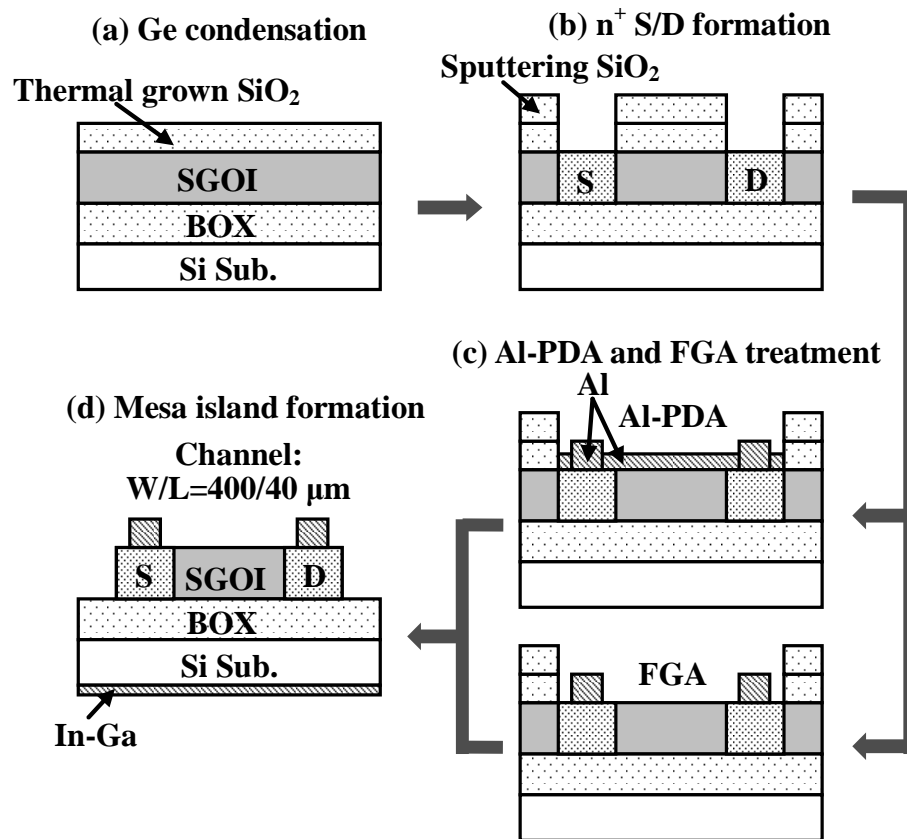 (a) Ge condensation
Thermal grown SiO₂
SGOI
BOX
Si Sub.
(b) n⁺ S/D formation
Sputtering SiO₂
S
D
(c) Al-PDA and FGA treatment
Al
Al-PDA
FGA
(d) Mesa island formation
Channel:
W/L=400/40 μm
S SGOI D
BOX
Si Sub.
In-Ga